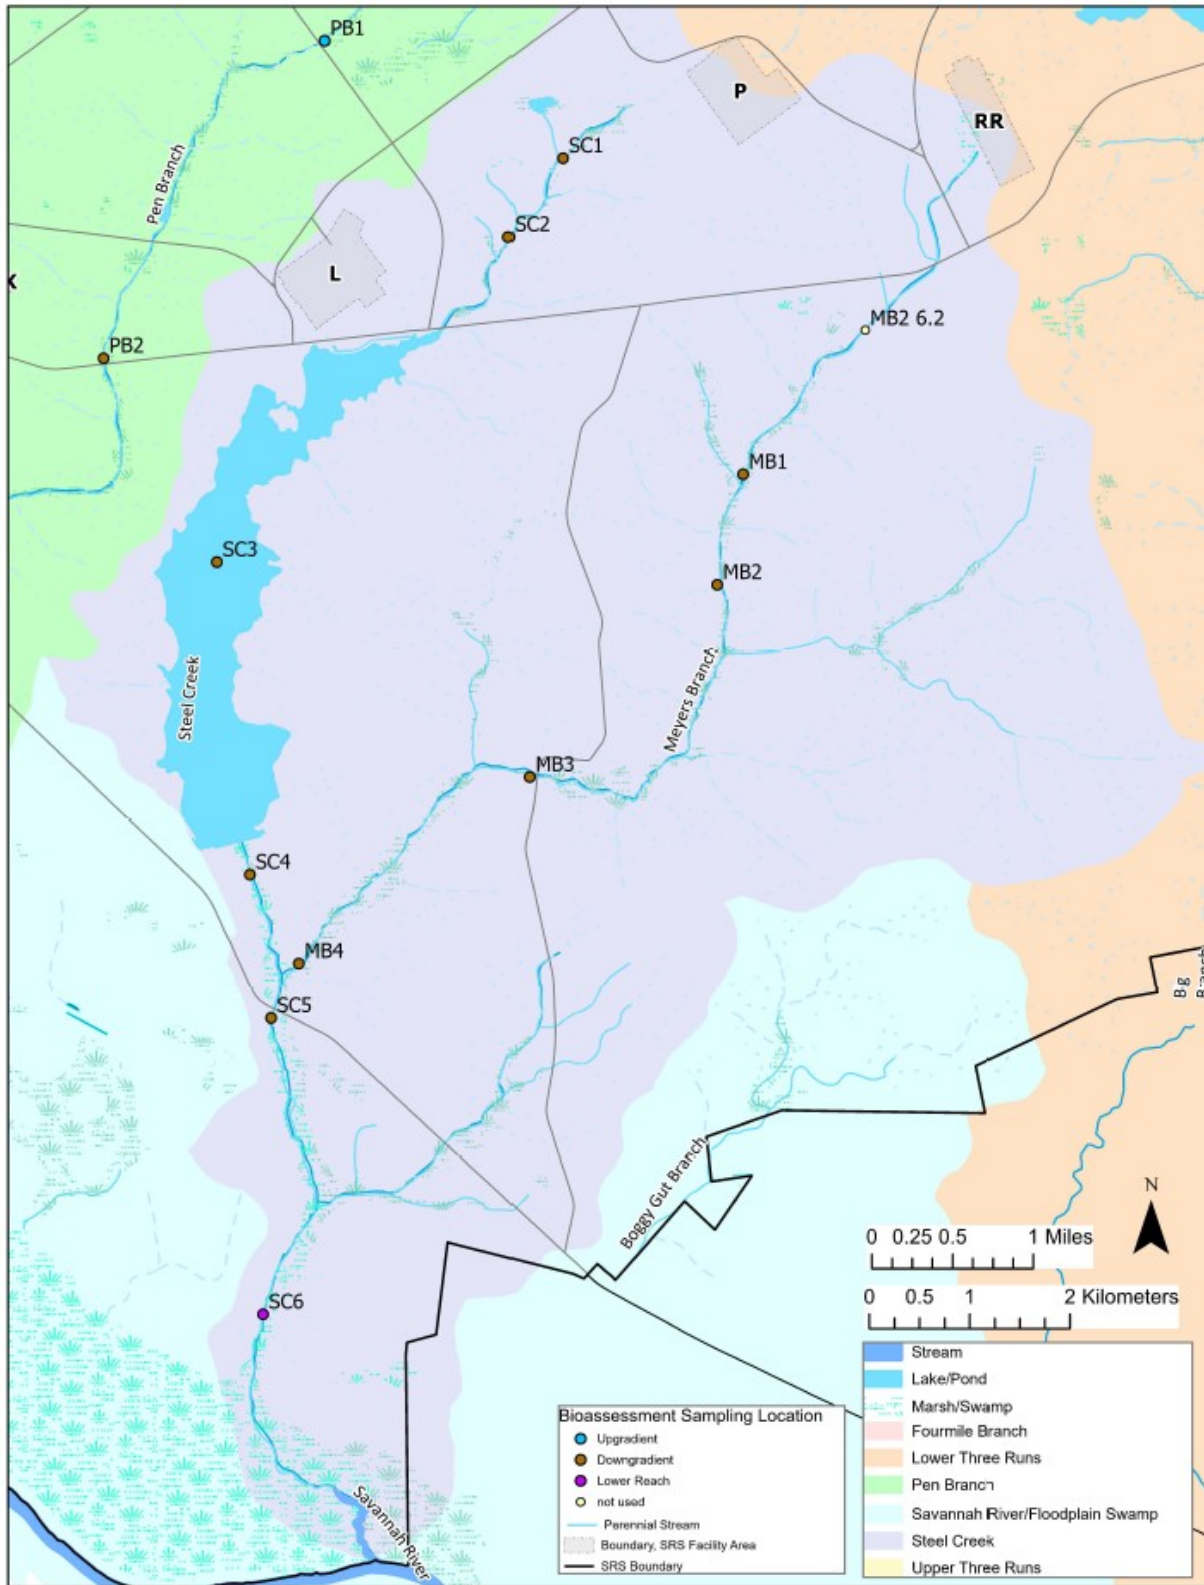 PB1
P
RR
SC1
Pen Branch
SC2
L
MB2 6.2
PB2
MB1
SC3
MB2
Steel Creek
Meyers Branch
MB3
SC4
MB4
SC5
Big
Branch
Boggy Gut Branch
N
0 0.25 0.5 1 Miles
0 0.5 1 2 Kilometers
SC6
Savannah River
Bioassessment Sampling Location
Upgradient
Downgradient
Lower Reach
not used
Perennial Stream
Boundary, SRS Facility Area
SRS Boundary
Stream
Lake/Pond
Marsh/Swamp
Fourmile Branch
Lower Three Runs
Pen Branch
Savannah River/Floodplain Swamp
Steel Creek
Upper Three Runs